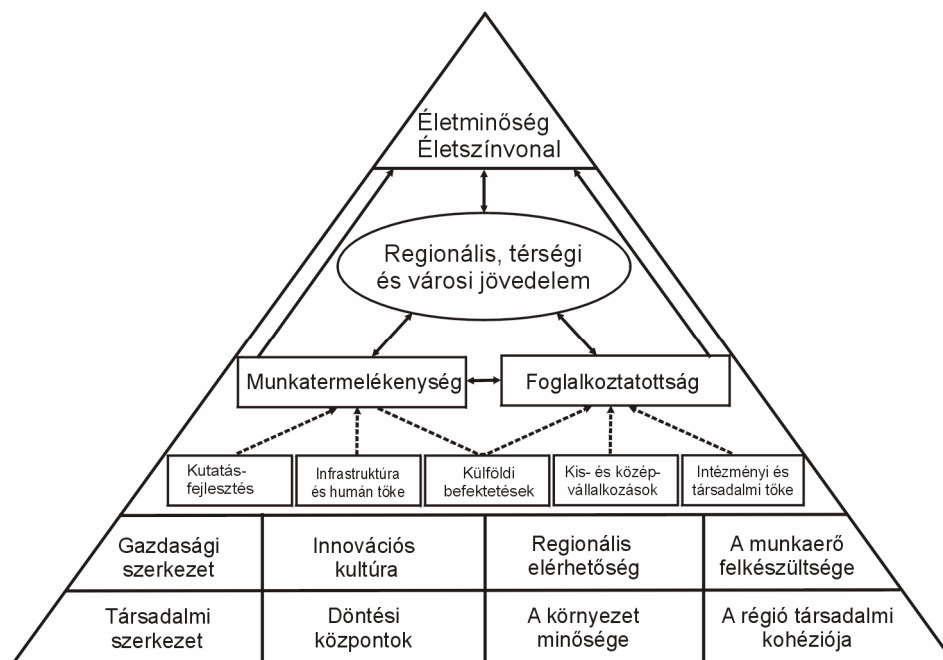 Életminőség
Életszínvonal
Regionális, térségi
és városi jövedelem
Munkatermelékenység
Foglalkoztatottság
Kutatás-
fejlesztés
Infrastruktúra
és humán tőke
Külföldi
befektetések
Kis- és közép-
vállalkozások
Intézményi és
társadalmi tőke
Gazdasági
szerkezet
Innovációs
kultúra
Regionális
elérhetőség
A munkaerő
felkészültsége
Társadalmi
szerkezet
Döntési
központok
A környezet
minősége
A régió társadalmi
kohéziója